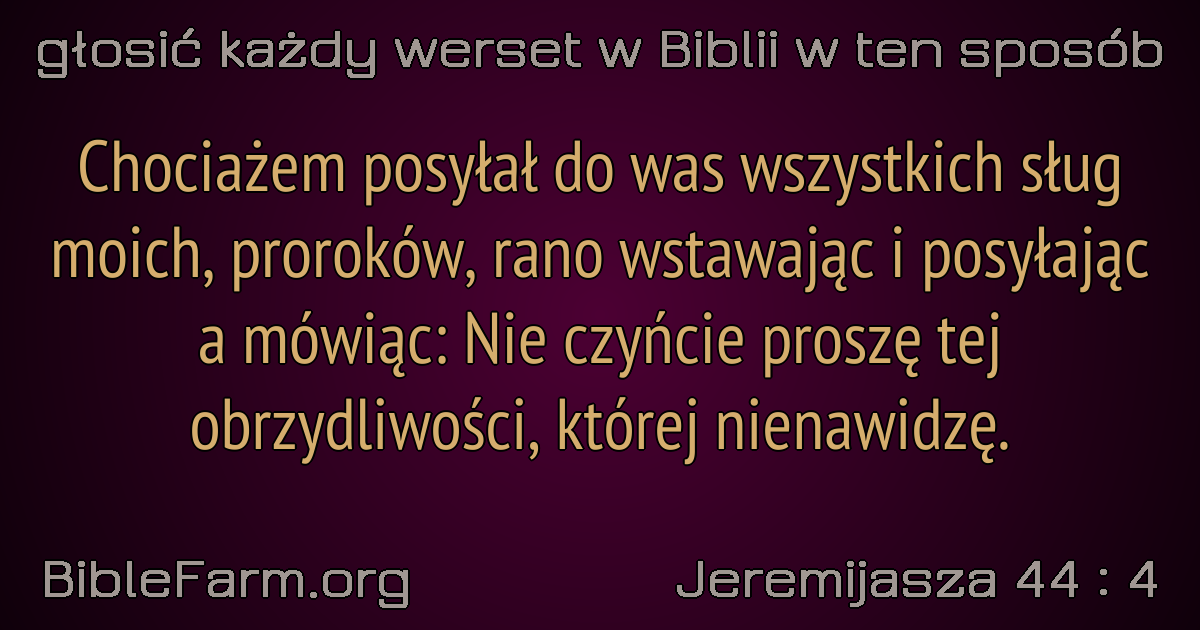 głosić każdy werset w Biblii w ten sposób
Chociażem posyłał do was wszystkich sług
moich, proroków, rano wstawając i posyłając
a mówiąc: Nie czyńcie proszę tej
obrzydliwości, której nienawidzę.
BibleFarm.org
Jeremijasza 44 : 4